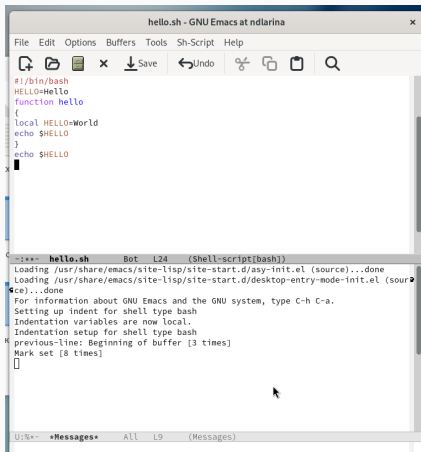 hello.sh - GNU Emacs at ndlarina
File Edit Options Buffers Tools Sh-Script Help
Save Undo
#!/bin/bash
HELLO=Hello
function hello
{
local HELLO=World
echo $HELLO
}
echo $HELLO
-:**- hello.sh Bot L24 (Shell-script[bash])
Loading /usr/share/emacs/site-lisp/site-start.d/asy-init.el (source)...done
Loading /usr/share/emacs/site-lisp/site-start.d/desktop-entry-mode-init.el (sour
ce)...done
For information about GNU Emacs and the GNU system, type C-h C-a.
Setting up indent for shell type bash
Indentation variables are now local.
Indentation setup for shell type bash
previous-line: Beginning of buffer [3 times]
Mark set [8 times]
U:%*- *Messages* All L9 (Messages)